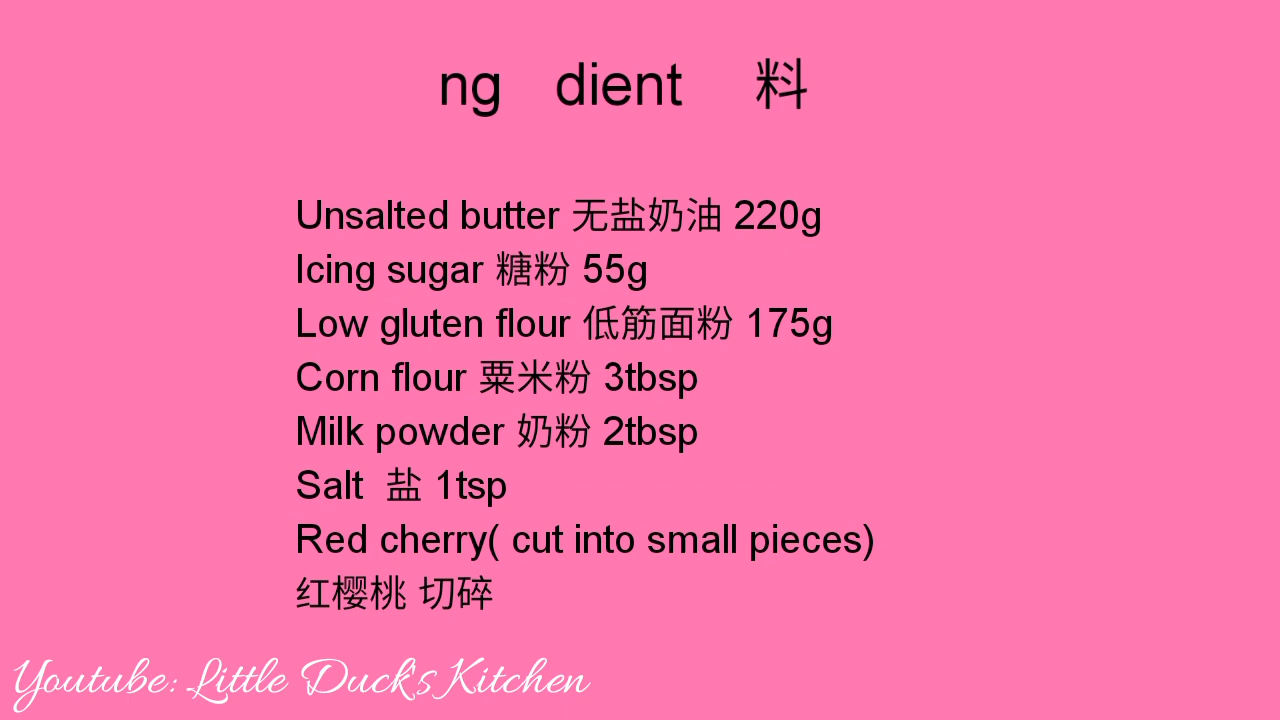 ng dient 料
Unsalted butter 无盐奶油 220g
Icing sugar 糖粉 55g
Low gluten flour 低筋面粉 175g
Corn flour 粟米粉 3tbsp
Milk powder 奶粉 2tbsp
Salt 盐 1tsp
Red cherry( cut into small pieces)
红樱桃 切碎
Youtube: Little Duck's Kitchen